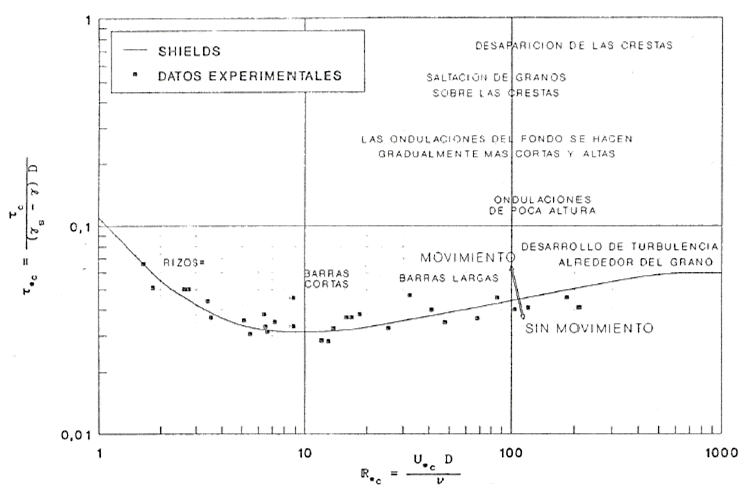 1
SHIELDS
DATOS EXPERIMENTALES
DESAPARICION DE LAS CRESTAS
SALTACION DE GRANOS
SOBRE LAS CRESTAS
LAS ONDULACIONES DEL FONDO SE HACEN
GRADUALMENTE MAS CORTAS Y ALTAS
ONDULACIONES
DE POCA ALTURA
0,1
τ*c = τc / (γs - γ) D
RIZOS
BARRAS
CORTAS
MOVIMIENTO
BARRAS LARGAS
DESARROLLO DE TURBULENCIA
ALREDEDOR DEL GRANO
SIN MOVIMIENTO
0,01
1 10 100 1000
R*c = U*c D / ν